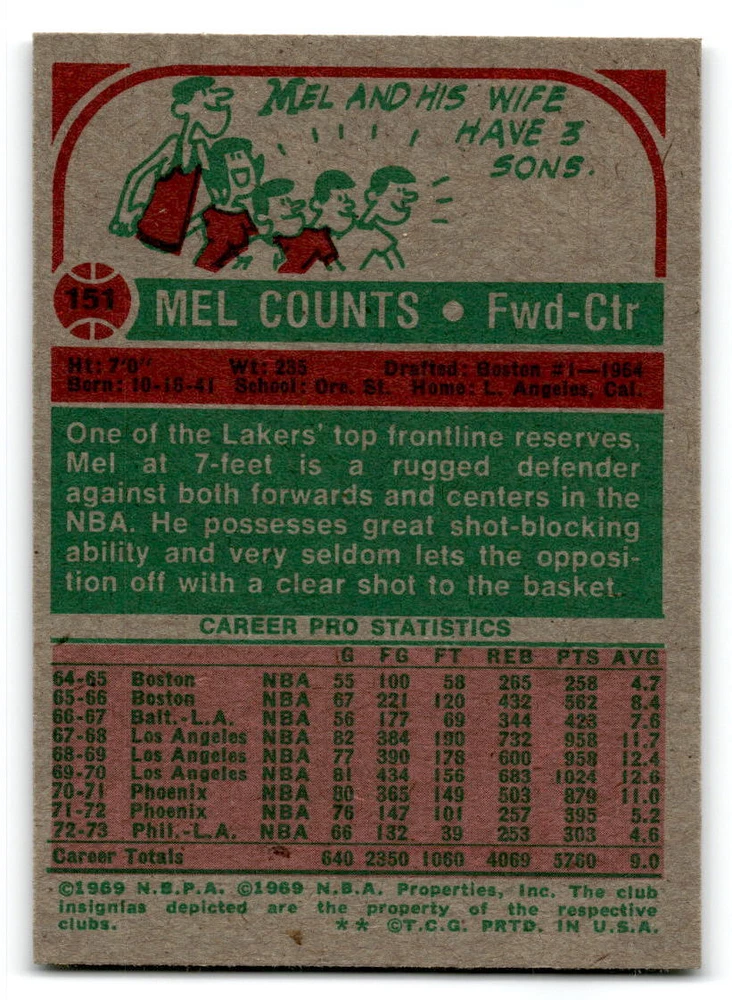 MEL AND HIS WIFE
HAVE 3
SONS.
151
MEL COUNTS • Fwd-Ctr
Ht: 7'0" Wt: 235 Drafted: Boston #1—1964
Born: 10-16-41 School: Ore. St. Home: L. Angeles, Cal.
One of the Lakers' top frontline reserves,
Mel at 7-feet is a rugged defender
against both forwards and centers in the
NBA. He possesses great shot-blocking
ability and very seldom lets the opposi-
tion off with a clear shot to the basket.
CAREER PRO STATISTICS
G FG FT REB PTS AVG
64-65 Boston NBA 55 100 58 265 258 4.7
65-66 Boston NBA 67 221 120 432 562 8.4
66-67 Balt.-L.A. NBA 56 177 69 344 423 7.6
67-68 Los Angeles NBA 82 384 190 732 958 11.7
68-69 Los Angeles NBA 77 390 178 600 958 12.4
69-70 Los Angeles NBA 81 434 156 683 1024 12.6
70-71 Phoenix NBA 80 365 149 503 879 11.0
71-72 Phoenix NBA 76 147 101 257 395 5.2
72-73 Phil.-L.A. NBA 66 132 39 253 303 4.6
Career Totals 640 2350 1060 4069 5760 9.0
©1969 N.B.P.A. ©1969 N.B.A. Properties, Inc. The club
insignias depicted are the property of the respective
clubs. ** ©T.C.G. PRTD. IN U.S.A.